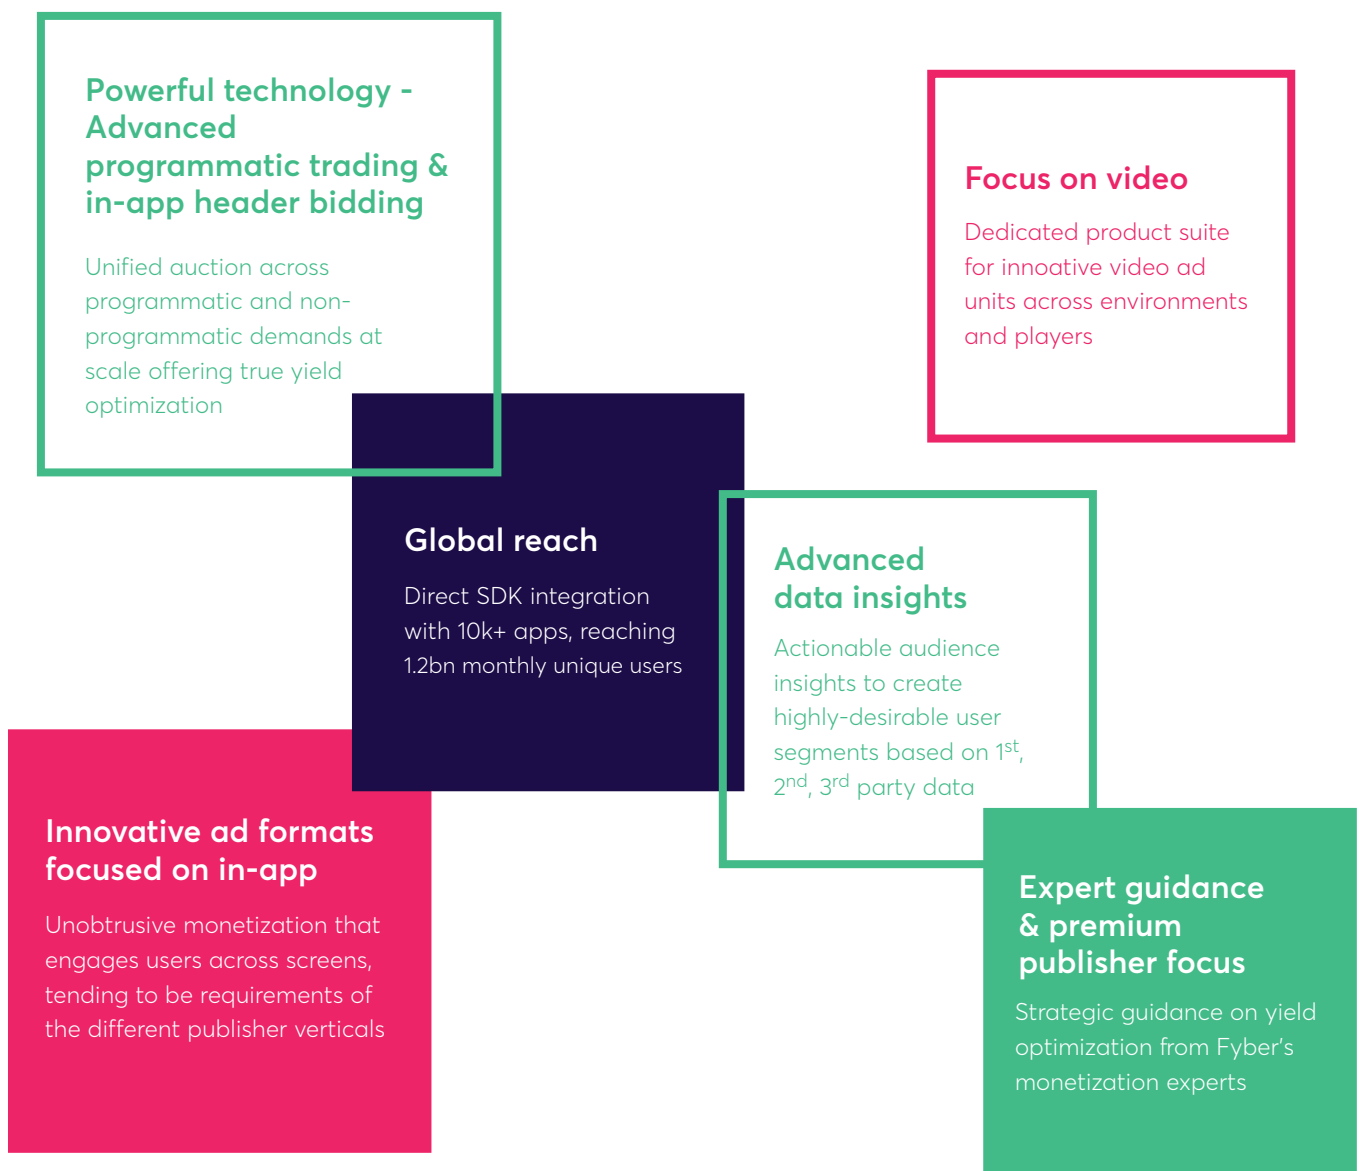 Powerful technology -
Advanced
programmatic trading &
in-app header bidding
Unified auction across
programmatic and non-
programmatic demands at
scale offering true yield
optimization
Focus on video
Dedicated product suite
for innoative video ad
units across environments
and players
Global reach
Direct SDK integration
with 10k+ apps, reaching
1.2bn monthly unique users
Advanced
data insights
Actionable audience
insights to create
highly-desirable user
segments based on 1st,
2nd, 3rd party data
Innovative ad formats
focused on in-app
Unobtrusive monetization that
engages users across screens,
tending to be requirements of
the different publisher verticals
Expert guidance
& premium
publisher focus
Strategic guidance on yield
optimization from Fyber's
monetization experts